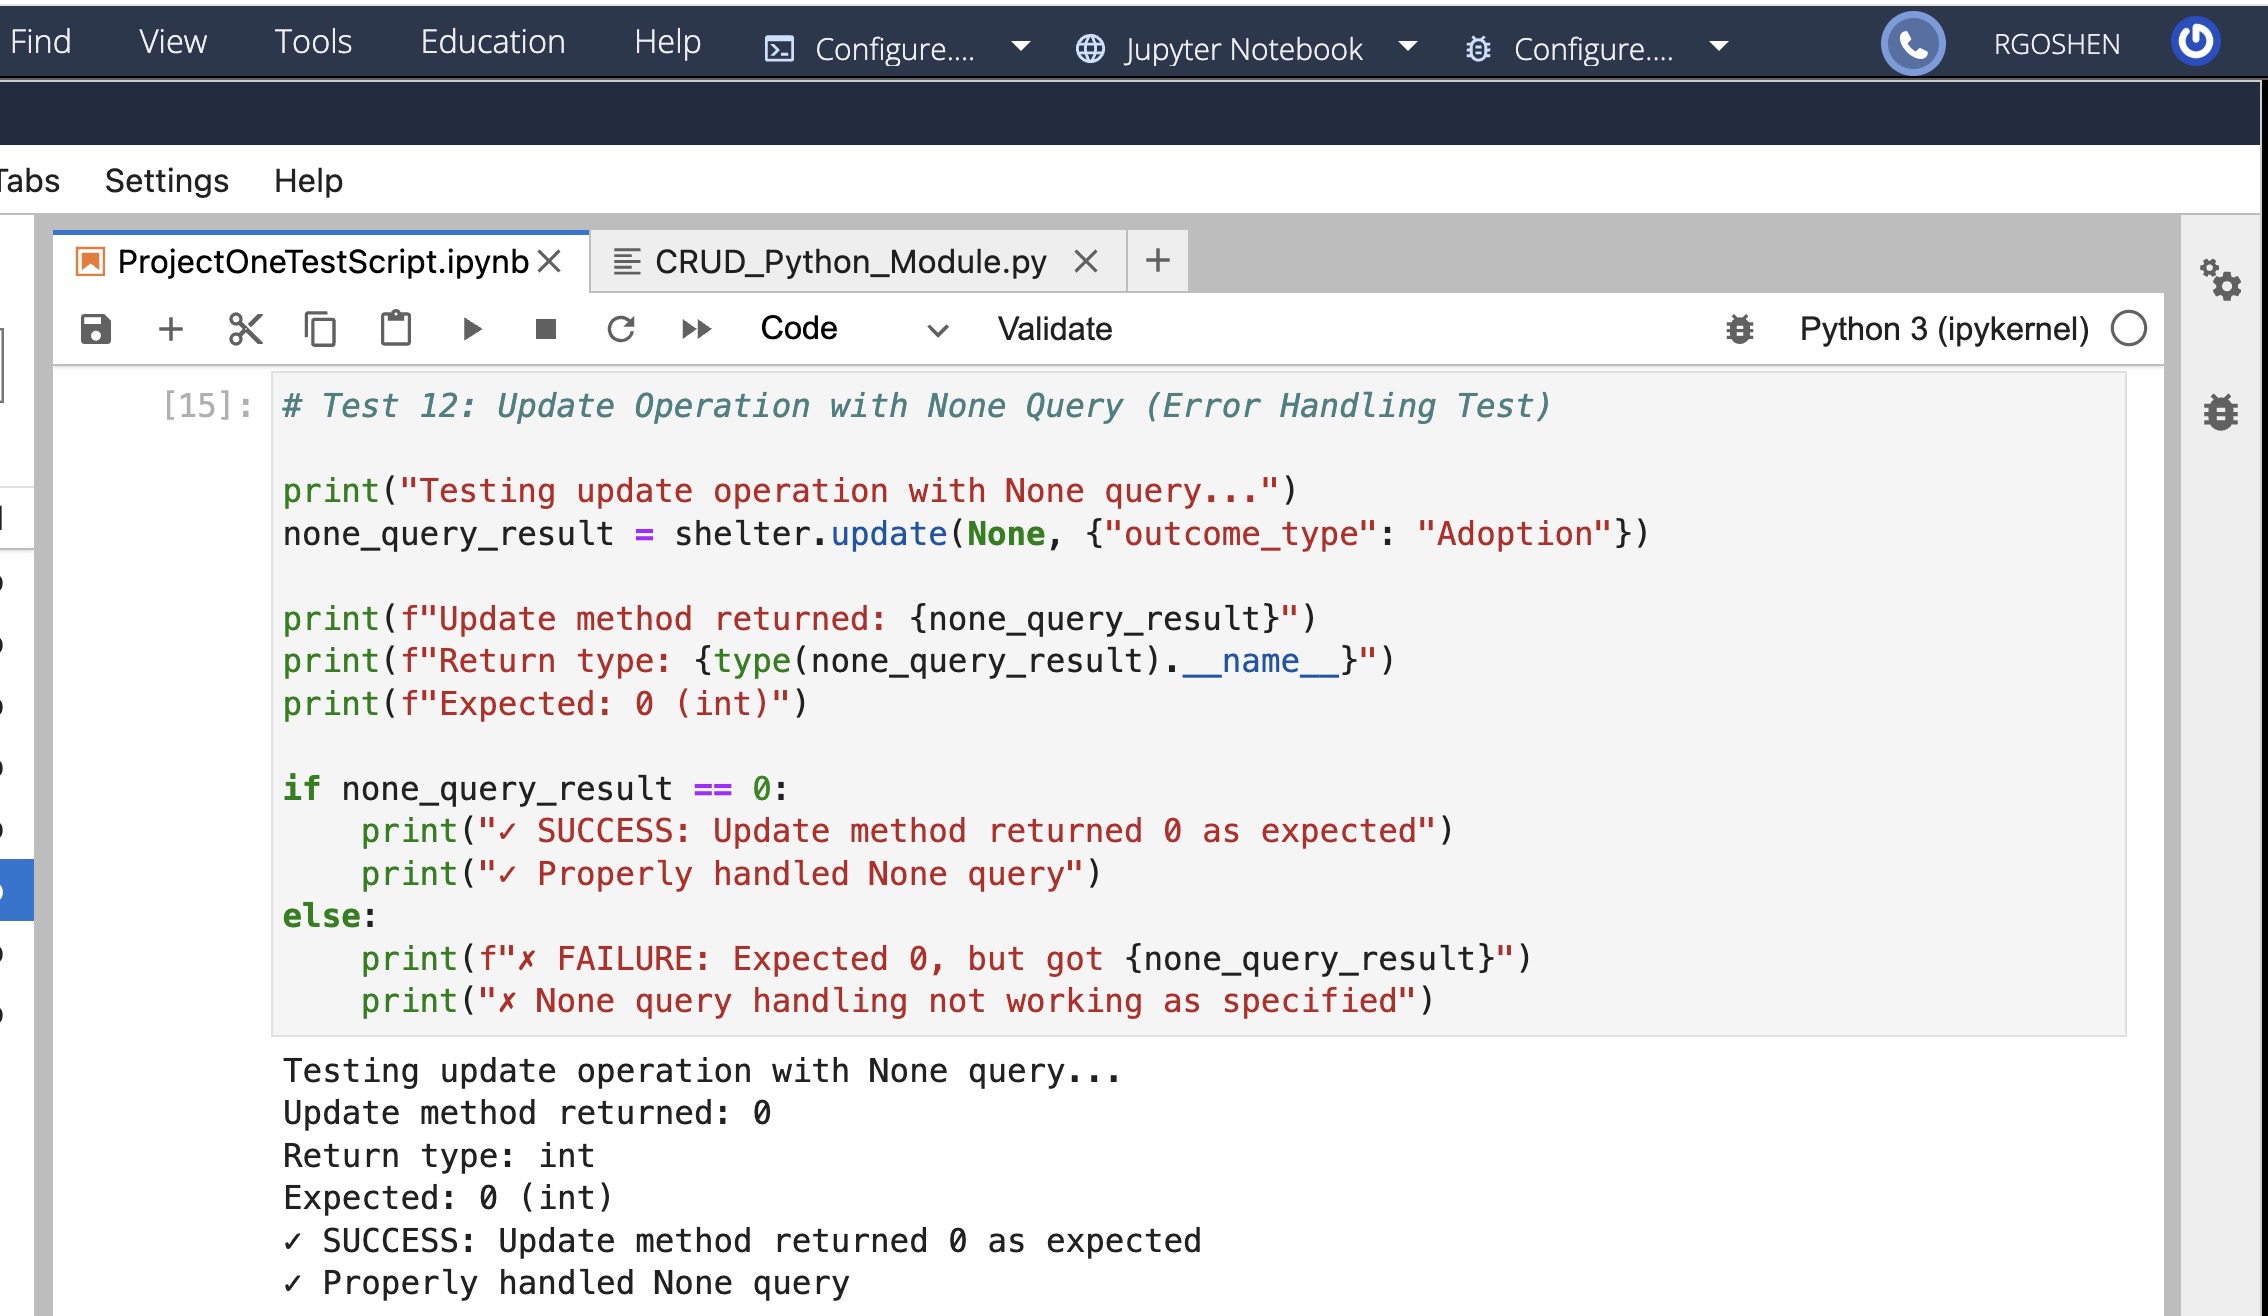 Find View Tools Education Help Configure.... Jupyter Notebook Configure.... RGOSHEN
Tabs Settings Help
ProjectOneTestScript.ipynb CRUD_Python_Module.py
Code Validate Python 3 (ipykernel)
[15]: # Test 12: Update Operation with None Query (Error Handling Test)
print("Testing update operation with None query...")
none_query_result = shelter.update(None, {"outcome_type": "Adoption"})
print(f"Update method returned: {none_query_result}")
print(f"Return type: {type(none_query_result).__name__}")
print(f"Expected: 0 (int)")
if none_query_result == 0:
    print("✓ SUCCESS: Update method returned 0 as expected")
    print("✓ Properly handled None query")
else:
    print(f"✗ FAILURE: Expected 0, but got {none_query_result}")
    print("✗ None query handling not working as specified")
Testing update operation with None query...
Update method returned: 0
Return type: int
Expected: 0 (int)
✓ SUCCESS: Update method returned 0 as expected
✓ Properly handled None query